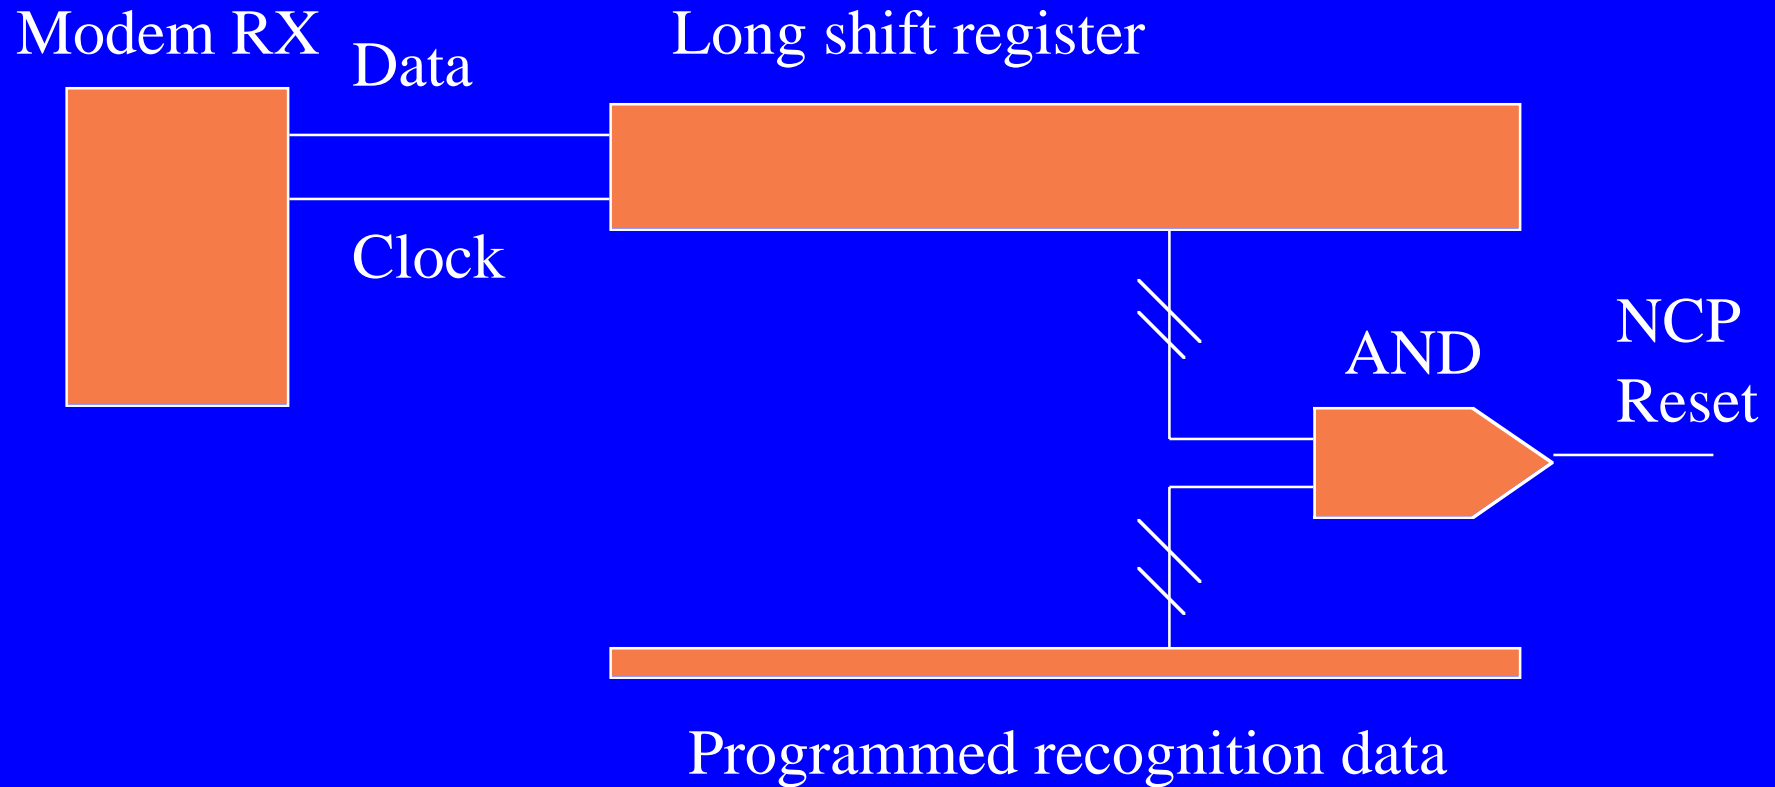 Modem RX
Data
Long shift register
Clock
AND
NCP
Reset
Programmed recognition data